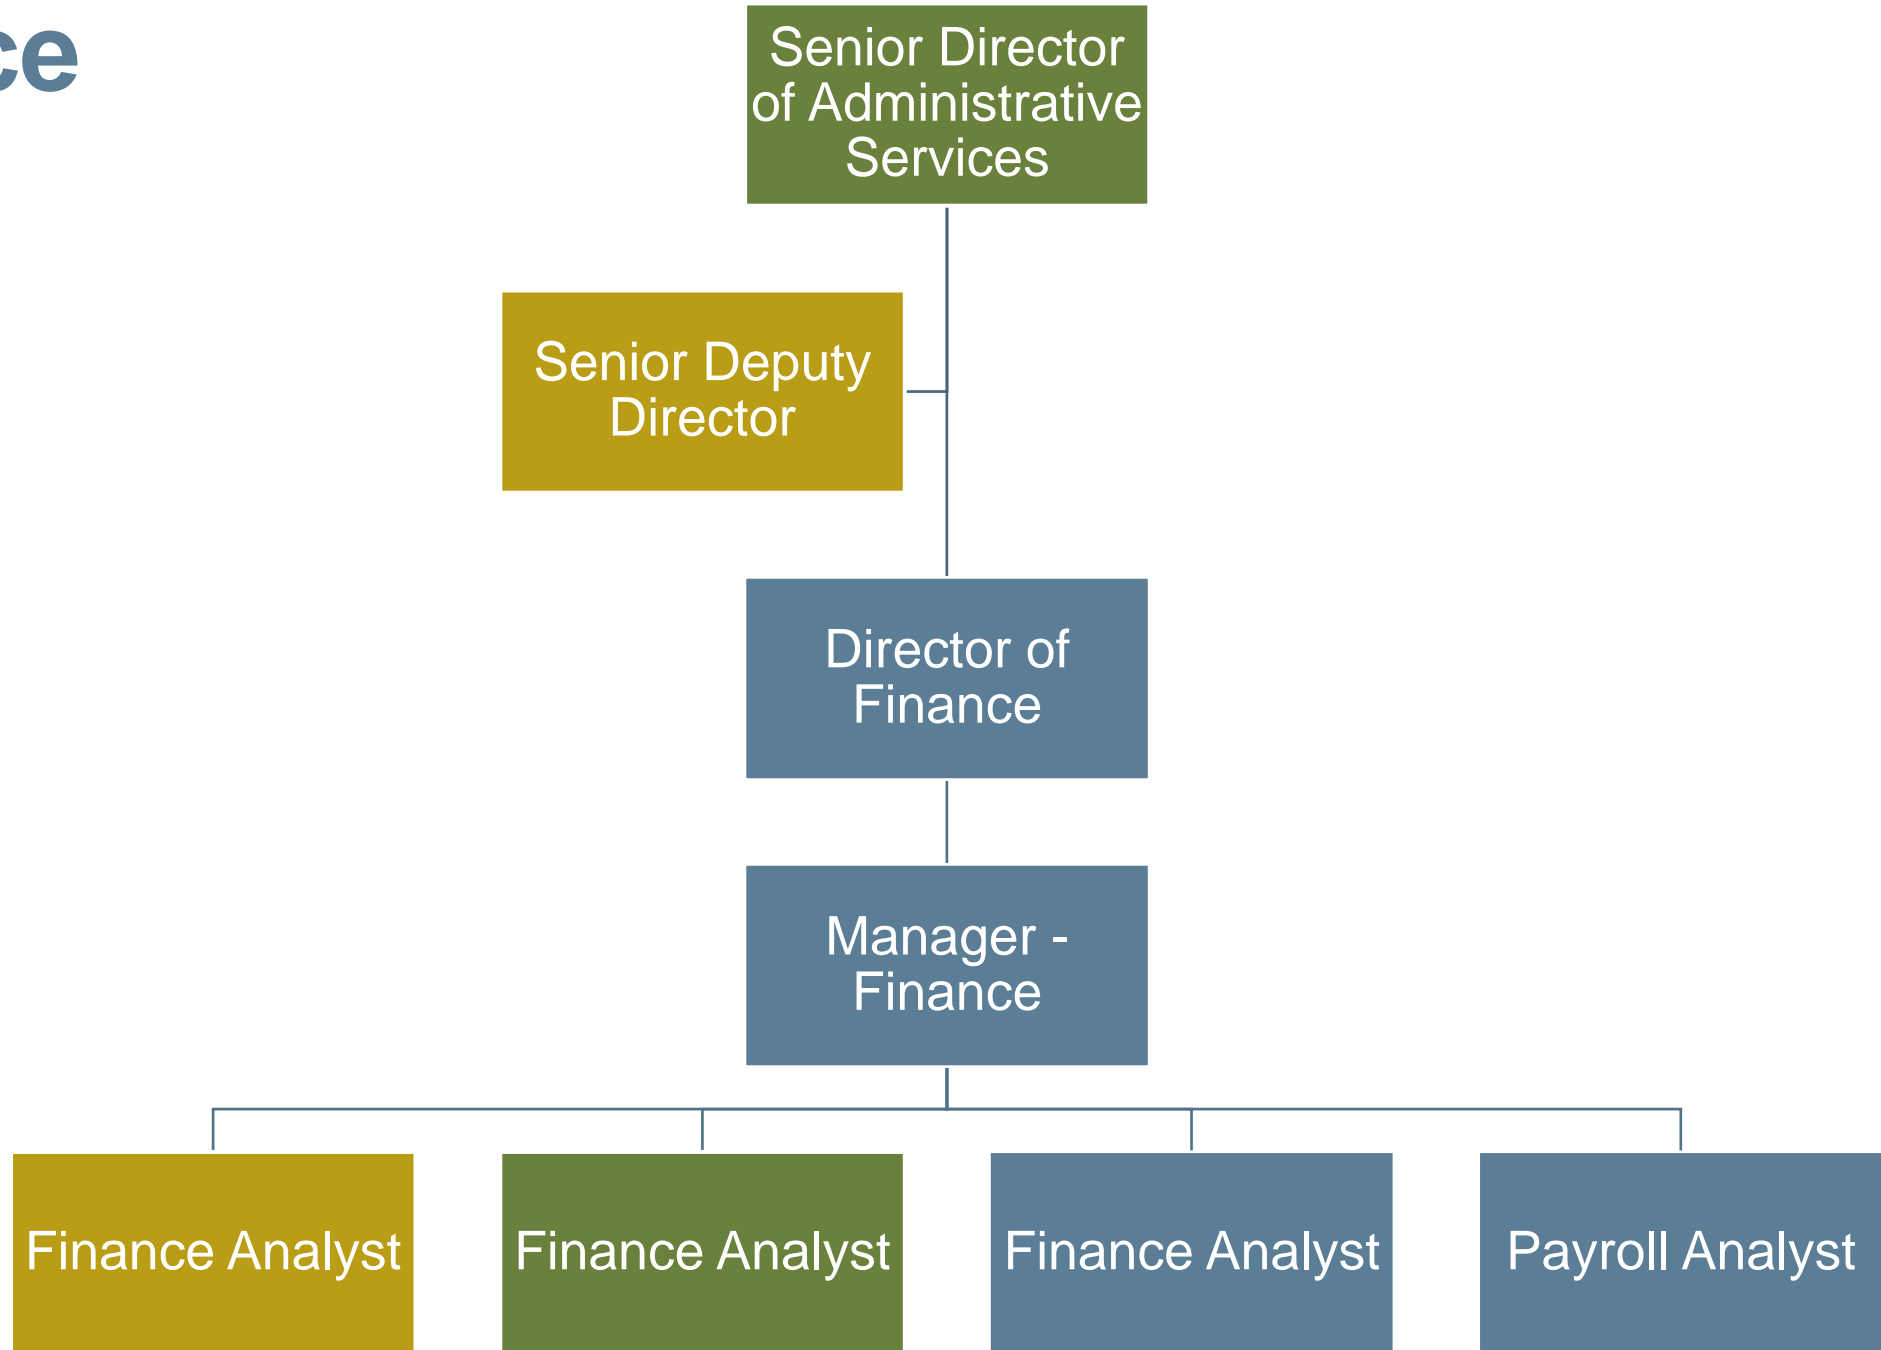 ce
Senior Director
of Administrative
Services
Senior Deputy
Director
Director of
Finance
Manager -
Finance
Finance Analyst
Finance Analyst
Finance Analyst
Payroll Analyst